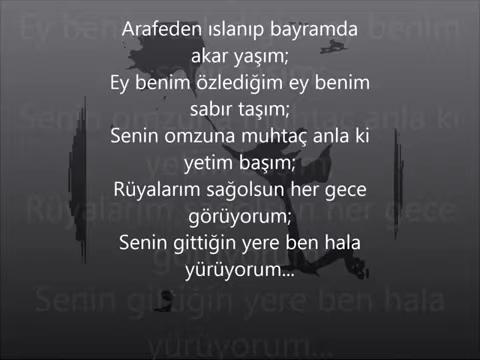 Arafeden ıslanıp bayramda
akar yaşım;
Ey benim özlediğim ey benim
sabır taşım;
Senin omzuna muhtaç anla ki
yetim başım;
Rüyalarım sağolsun her gece
görüyorum;
Senin gittiğin yere ben hala
yürüyorum...